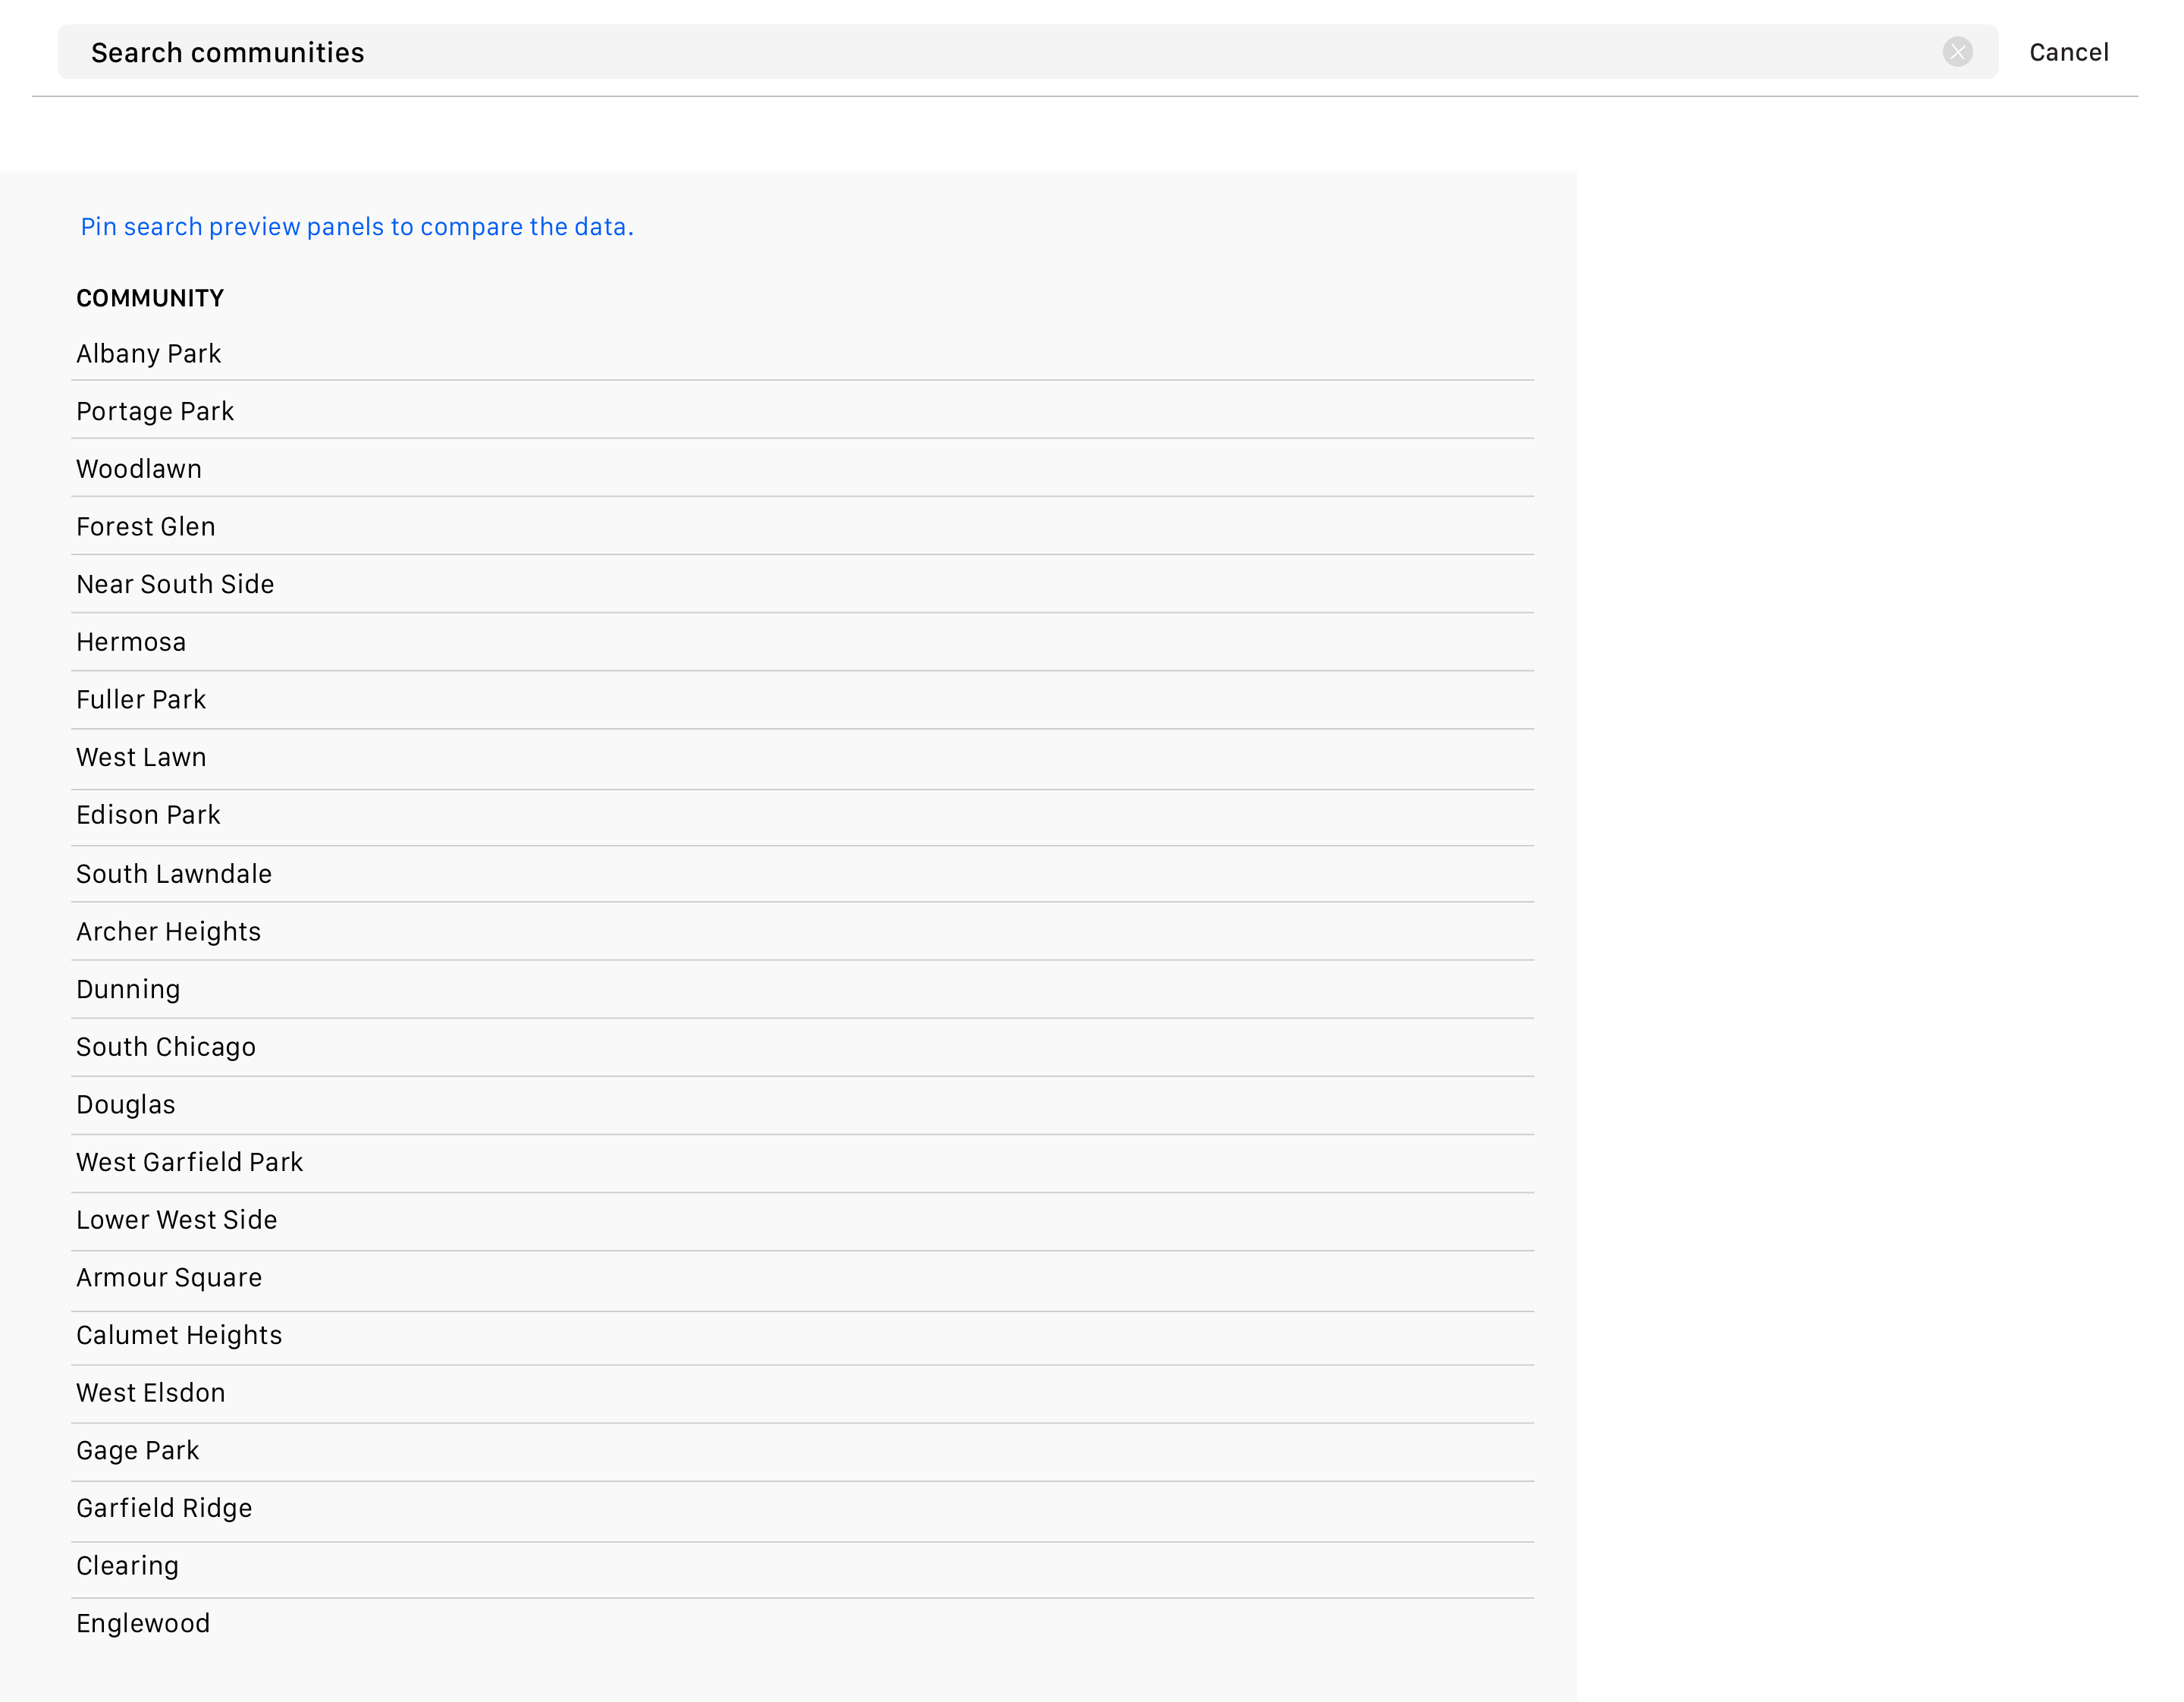 Search communities
Cancel
Pin search preview panels to compare the data.
COMMUNITY
Albany Park
Portage Park
Woodlawn
Forest Glen
Near South Side
Hermosa
Fuller Park
West Lawn
Edison Park
South Lawndale
Archer Heights
Dunning
South Chicago
Douglas
West Garfield Park
Lower West Side
Armour Square
Calumet Heights
West Elsdon
Gage Park
Garfield Ridge
Clearing
Englewood